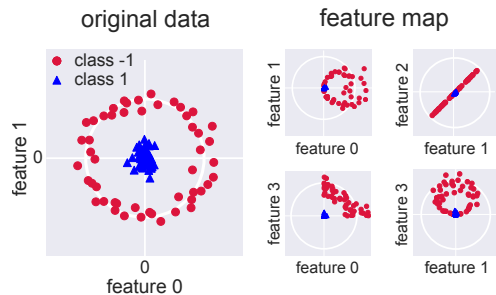 original data
feature map
class -1
class 1
feature 1
0
0
feature 0
feature 1
feature 0
feature 2
feature 1
feature 3
feature 0
feature 3
feature 1